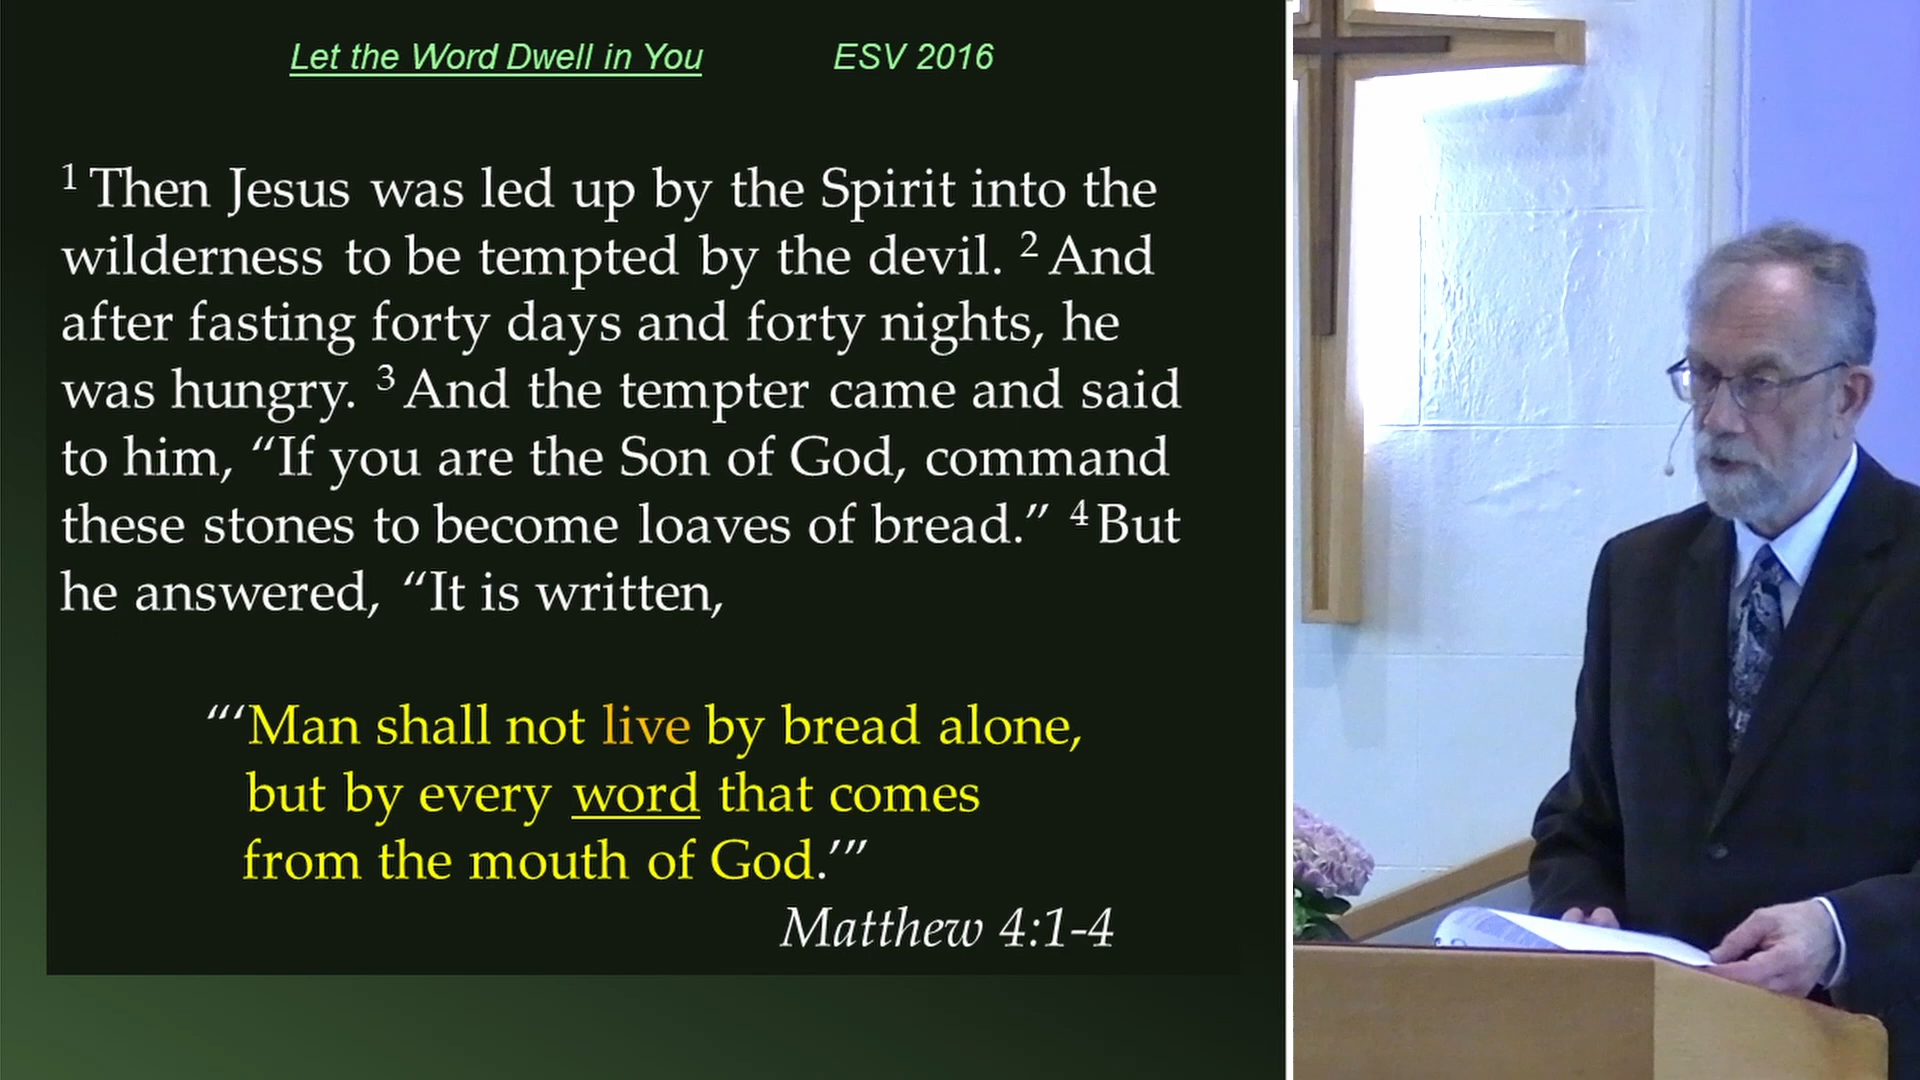 Let the Word Dwell in You ESV 2016
1 Then Jesus was led up by the Spirit into the
wilderness to be tempted by the devil. 2 And
after fasting forty days and forty nights, he
was hungry. 3 And the tempter came and said
to him, “If you are the Son of God, command
these stones to become loaves of bread.” 4 But
he answered, “It is written,
“‘Man shall not live by bread alone,
but by every word that comes
from the mouth of God.’”
Matthew 4:1-4